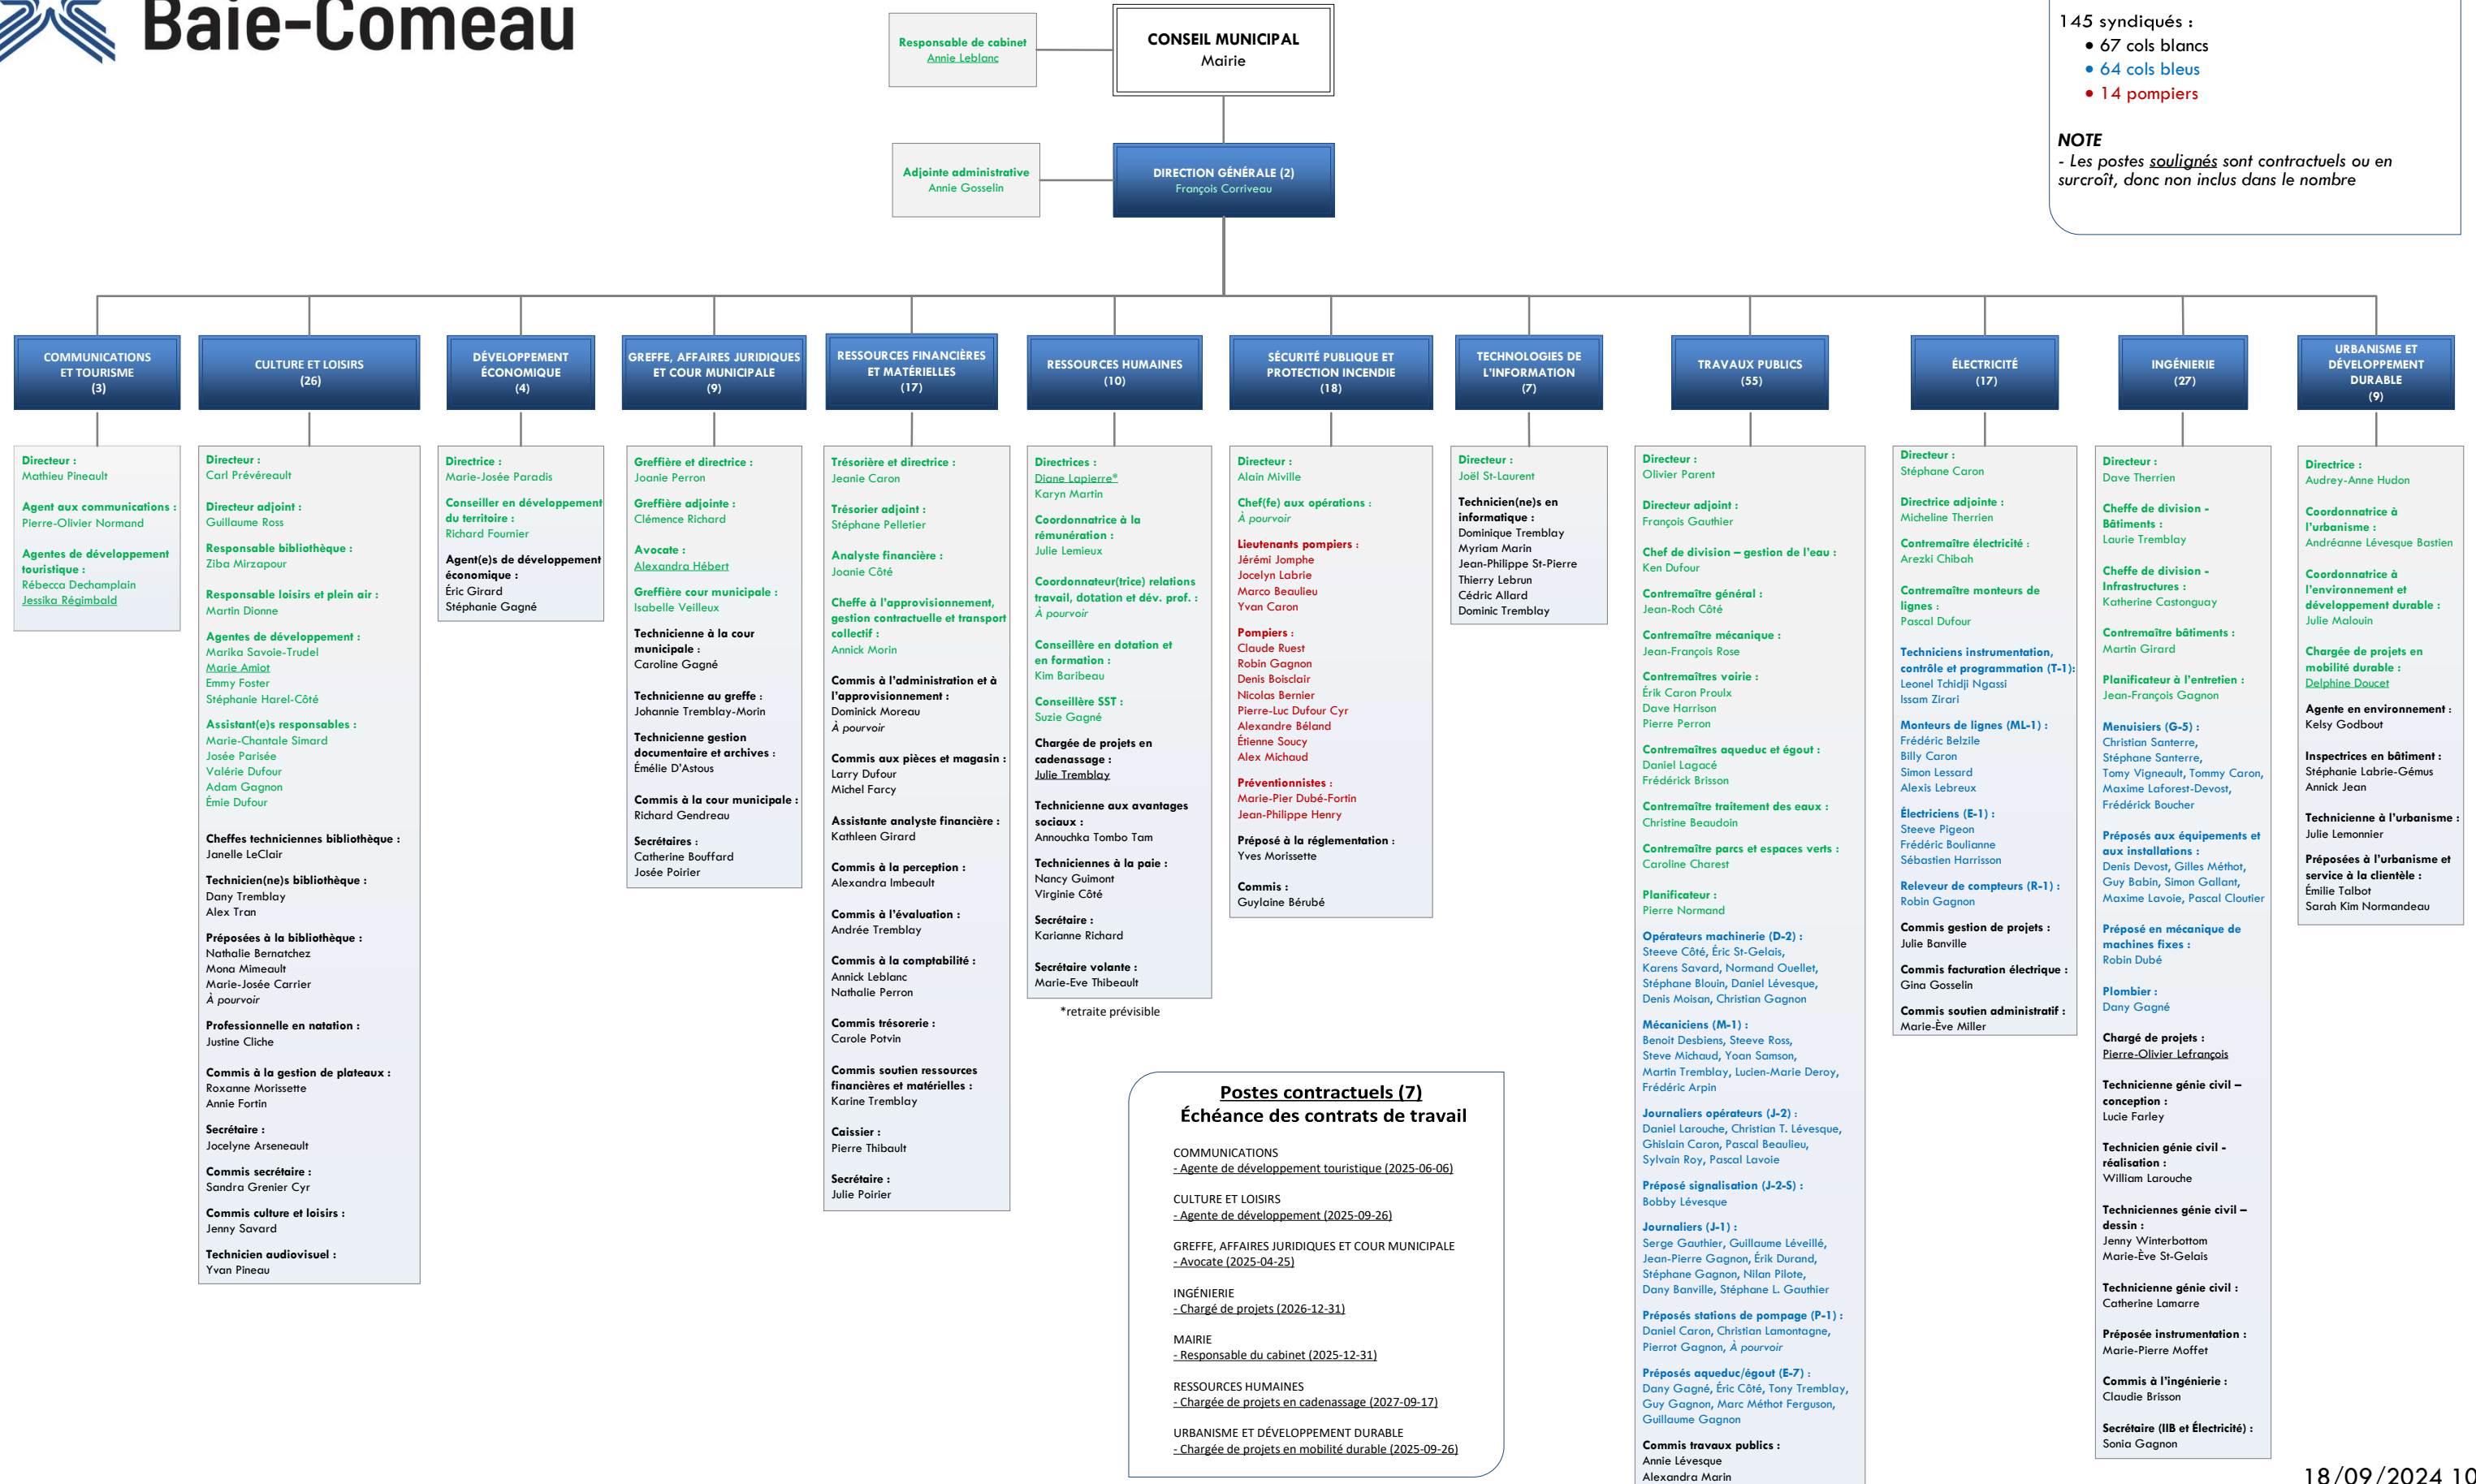 Baie-Comeau
Responsable de cabinet
Annie Leblanc
CONSEIL MUNICIPAL
Mairie
145 syndiqués :
• 67 cols blancs
• 64 cols bleus
• 14 pompiers
NOTE
- Les postes soulignés sont contractuels ou en
surcroît, donc non inclus dans le nombre
Adjointe administrative
Annie Gosselin
DIRECTION GÉNÉRALE (2)
François Corriveau
COMMUNICATIONS
ET TOURISME
(3)
Directeur :
Mathieu Pineault
Agent aux communications :
Pierre-Olivier Normand
Agentes de développement
touristique :
Rébecca Dechamplain
Jessika Régimbald
CULTURE ET LOISIRS
(26)
Directeur :
Carl Prévéreault
Directeur adjoint :
Guillaume Ross
Responsable bibliothèque :
Ziba Mirzapour
Responsable loisirs et plein air :
Martin Dionne
Agentes de développement :
Marika Savoie-Trudel
Marie Amiot
Emmy Foster
Stéphanie Harel-Côté
Assistant(e)s responsables :
Marie-Chantale Simard
Josée Parisée
Valérie Dufour
Adam Gagnon
Émie Dufour
Cheffes techniciennes bibliothèque :
Janelle LeClair
Technicien(ne)s bibliothèque :
Dany Tremblay
Alex Tran
Préposées à la bibliothèque :
Nathalie Bernatchez
Mona Mimeault
Marie-Josée Carrier
À pourvoir
Professionnelle en natation :
Justine Cliche
Commis à la gestion de plateaux :
Roxanne Morissette
Annie Fortin
Secrétaire :
Jocelyne Arseneault
Commis secrétaire :
Sandra Grenier Cyr
Commis culture et loisirs :
Jenny Savard
Technicien audiovisuel :
Yvan Pineau
DÉVELOPPEMENT
ÉCONOMIQUE
(4)
Directrice :
Marie-Josée Paradis
Conseiller en développement
du territoire :
Richard Fournier
Agent(e)s de développement
économique :
Éric Girard
Stéphanie Gagné
GREFFE, AFFAIRES JURIDIQUES
ET COUR MUNICIPALE
(9)
Greffière et directrice :
Joanie Perron
Greffière adjointe :
Clémence Richard
Avocate :
Alexandra Hébert
Greffière cour municipale :
Isabelle Veilleux
Technicienne à la cour
municipale :
Caroline Gagné
Technicienne au greffe :
Johannie Tremblay-Morin
Technicienne gestion
documentaire et archives :
Émélie D'Astous
Commis à la cour municipale :
Richard Gendreau
Secrétaires :
Catherine Bouffard
Josée Poirier
RESSOURCES FINANCIÈRES
ET MATÉRIELLES
(17)
Trésorière et directrice :
Jeanie Caron
Trésorier adjoint :
Stéphane Pelletier
Analyste financière :
Joanie Côté
Cheffe à l'approvisionnement,
gestion contractuelle et transport
collectif :
Annick Morin
Commis à l'administration et à
l'approvisionnement :
Dominick Moreau
À pourvoir
Commis aux pièces et magasin :
Larry Dufour
Michel Farcy
Assistante analyste financière :
Kathleen Girard
Commis à la perception :
Alexandra Imbeault
Commis à l'évaluation :
Andrée Tremblay
Commis à la comptabilité :
Annick Leblanc
Nathalie Perron
Commis trésorerie :
Carole Potvin
Commis soutien ressources
financières et matérielles :
Karine Tremblay
Caissier :
Pierre Thibault
Secrétaire :
Julie Poirier
RESSOURCES HUMAINES
(10)
Directrices :
Diane Lapierre*
Karyn Martin
Coordonnatrice à la
rémunération :
Julie Lemieux
Coordonnateur(trice) relations
travail, dotation et dév. prof. :
À pourvoir
Conseillère en dotation et
en formation :
Kim Baribeau
Conseillère SST :
Suzie Gagné
Chargée de projets en
cadenassage :
Julie Tremblay
Technicienne aux avantages
sociaux :
Annouchka Tombo Tam
Techniciennes à la paie :
Nancy Guimont
Virginie Côté
Secrétaire :
Karianne Richard
Secrétaire volante :
Marie-Eve Thibeault
*retraite prévisible
SÉCURITÉ PUBLIQUE ET
PROTECTION INCENDIE
(18)
Directeur :
Alain Miville
Chef(fe) aux opérations :
À pourvoir
Lieutenants pompiers :
Jérémi Jomphe
Jocelyn Labrie
Marco Beaulieu
Yvan Caron
Pompiers :
Claude Ruest
Robin Gagnon
Denis Boisclair
Nicolas Bernier
Pierre-Luc Dufour Cyr
Alexandre Béland
Étienne Soucy
Alex Michaud
Préventionnistes :
Marie-Pier Dubé-Fortin
Jean-Philippe Henry
Préposé à la réglementation :
Yves Morissette
Commis :
Guylaine Bérubé
TECHNOLOGIES DE
L'INFORMATION
(7)
Directeur :
Joël St-Laurent
Technicien(ne)s en
informatique :
Dominique Tremblay
Myriam Marin
Jean-Philippe St-Pierre
Thierry Lebrun
Cédric Allard
Dominic Tremblay
TRAVAUX PUBLICS
(55)
Directeur :
Olivier Parent
Directeur adjoint :
François Gauthier
Chef de division – gestion de l'eau :
Ken Dufour
Contremaître général :
Jean-Roch Côté
Contremaître mécanique :
Jean-François Rose
Contremaîtres voirie :
Érik Caron Proulx
Dave Harrison
Pierre Perron
Contremaîtres aqueduc et égout :
Daniel Lagacé
Frédérick Brisson
Contremaître traitement des eaux :
Christine Beaudoin
Contremaître parcs et espaces verts :
Caroline Charest
Planificateur :
Pierre Normand
Opérateurs machinerie (D-2) :
Steeve Côté, Éric St-Gelais,
Karens Savard, Normand Ouellet,
Stéphane Blouin, Daniel Lévesque,
Denis Moisan, Christian Gagnon
Mécaniciens (M-1) :
Benoit Desbiens, Steeve Ross,
Steve Michaud, Yoan Samson,
Martin Tremblay, Lucien-Marie Deroy,
Frédéric Arpin
Journaliers opérateurs (J-2) :
Daniel Larouche, Christian T. Lévesque,
Ghislain Caron, Pascal Beaulieu,
Sylvain Roy, Pascal Lavoie
Préposé signalisation (J-2-S) :
Bobby Lévesque
Journaliers (J-1) :
Serge Gauthier, Guillaume Léveillé,
Jean-Pierre Gagnon, Érik Durand,
Stéphane Gagnon, Nilan Pilote,
Dany Banville, Stéphane L. Gauthier
Préposés stations de pompage (P-1) :
Daniel Caron, Christian Lamontagne,
Pierrot Gagnon, À pourvoir
Préposés aqueduc/égout (E-7) :
Dany Gagné, Éric Côté, Tony Tremblay,
Guy Gagnon, Marc Méthot Ferguson,
Guillaume Gagnon
Commis travaux publics :
Annie Lévesque
Alexandra Marin
ÉLECTRICITÉ
(17)
Directeur :
Stéphane Caron
Directrice adjointe :
Micheline Therrien
Contremaître électricité :
Arezki Chibah
Contremaître monteurs de
lignes :
Pascal Dufour
Techniciens instrumentation,
contrôle et programmation (T-1):
Leonel Tchidji Ngassi
Issam Zirari
Monteurs de lignes (ML-1) :
Frédéric Belzile
Billy Caron
Simon Lessard
Alexis Lebreux
Électriciens (E-1) :
Steeve Pigeon
Frédéric Boulianne
Sébastien Harrisson
Releveur de compteurs (R-1) :
Robin Gagnon
Commis gestion de projets :
Julie Banville
Commis facturation électrique :
Gina Gosselin
Commis soutien administratif :
Marie-Ève Miller
INGÉNIERIE
(27)
Directeur :
Dave Therrien
Cheffe de division -
Bâtiments :
Laurie Tremblay
Cheffe de division -
Infrastructures :
Katherine Castonguay
Contremaître bâtiments :
Martin Girard
Planificateur à l'entretien :
Jean-François Gagnon
Menuisiers (G-5) :
Christian Santerre,
Stéphane Santerre,
Tomy Vigneault, Tommy Caron,
Maxime Laforest-Devost,
Frédérick Boucher
Préposés aux équipements et
aux installations :
Denis Devost, Gilles Méthot,
Guy Babin, Simon Gallant,
Maxime Lavoie, Pascal Cloutier
Préposé en mécanique de
machines fixes :
Robin Dubé
Plombier :
Dany Gagné
Chargé de projets :
Pierre-Olivier Lefrançois
Technicienne génie civil –
conception :
Lucie Farley
Technicien génie civil -
réalisation :
William Larouche
Techniciennes génie civil –
dessin :
Jenny Winterbottom
Marie-Ève St-Gelais
Technicienne génie civil :
Catherine Lamarre
Préposée instrumentation :
Marie-Pierre Moffet
Commis à l'ingénierie :
Claudie Brisson
Secrétaire (IIB et Électricité) :
Sonia Gagnon
URBANISME ET
DÉVELOPPEMENT
DURABLE
(9)
Directrice :
Audrey-Anne Hudon
Coordonnatrice à
l'urbanisme :
Andréanne Lévesque Bastien
Coordonnatrice à
l'environnement et
développement durable :
Julie Malouin
Chargée de projets en
mobilité durable :
Delphine Doucet
Agente en environnement :
Kelsy Godbout
Inspectrices en bâtiment :
Stéphanie Labrie-Gémus
Annick Jean
Technicienne à l'urbanisme :
Julie Lemonnier
Préposées à l'urbanisme et
service à la clientèle :
Émilie Talbot
Sarah Kim Normandeau
Postes contractuels (7)
Échéance des contrats de travail
COMMUNICATIONS
- Agente de développement touristique (2025-06-06)
CULTURE ET LOISIRS
- Agente de développement (2025-09-26)
GREFFE, AFFAIRES JURIDIQUES ET COUR MUNICIPALE
- Avocate (2025-04-25)
INGÉNIERIE
- Chargé de projets (2026-12-31)
MAIRIE
- Responsable du cabinet (2025-12-31)
RESSOURCES HUMAINES
- Chargée de projets en cadenassage (2027-09-17)
URBANISME ET DÉVELOPPEMENT DURABLE
- Chargée de projets en mobilité durable (2025-09-26)
18/09/2024 10